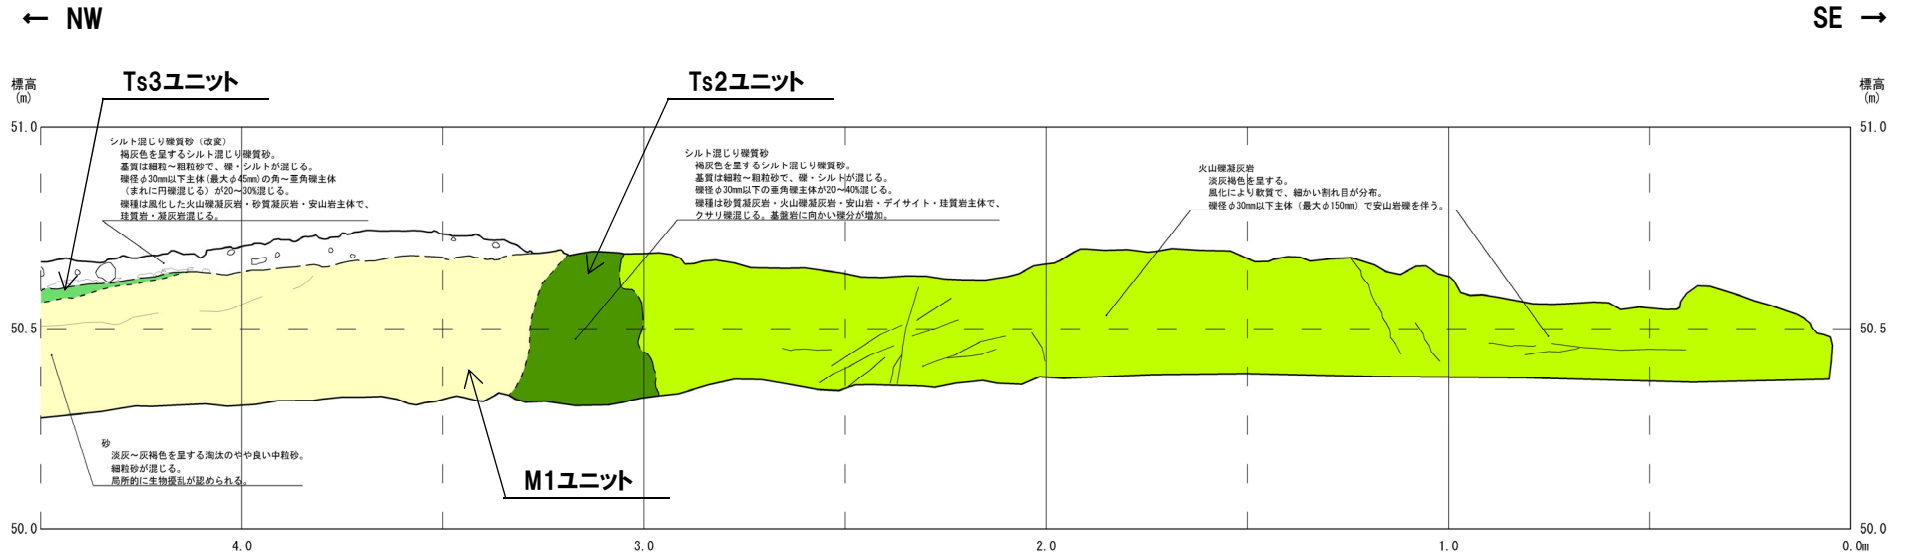 ← NW
SE →
Ts3ユニット
Ts2ユニット
標高
(m)
標高
(m)
51.0
51.0
シルト混じり礫質砂（改変）
褐灰色を呈するシルト混じり礫質砂。
基質は細粒～粗粒砂で、礫・シルトが混じる。
礫径φ30mm以下主体(最大φ45mm)の角～亜角礫主体
（まれに円礫混じる）が20～30%混じる。
礫種は風化した火山礫凝灰岩・砂質凝灰岩・安山岩主体で、
珪質岩・凝灰岩混じる。
シルト混じり礫質砂
褐灰色を呈するシルト混じり礫質砂。
基質は細粒～粗粒砂で、礫・シルトが混じる。
礫径φ30mm以下の亜角礫主体が20～40%混じる。
礫種は砂質凝灰岩・火山礫凝灰岩・安山岩・デイサイト・珪質岩主体で、
クサリ礫混じる。基盤岩に向かい礫分が増加。
火山礫凝灰岩
淡灰褐色を呈する。
風化により軟質で、細かい割れ目が分布。
礫径φ30mm以下主体（最大φ150mm）で安山岩礫を伴う。
50.5
50.5
砂
淡灰～灰褐色を呈する淘汰のやや良い中粒砂。
細粒砂が混じる。
局所的に生物擾乱が認められる。
M1ユニット
50.0
50.0
4.0
3.0
2.0
1.0
0.0m